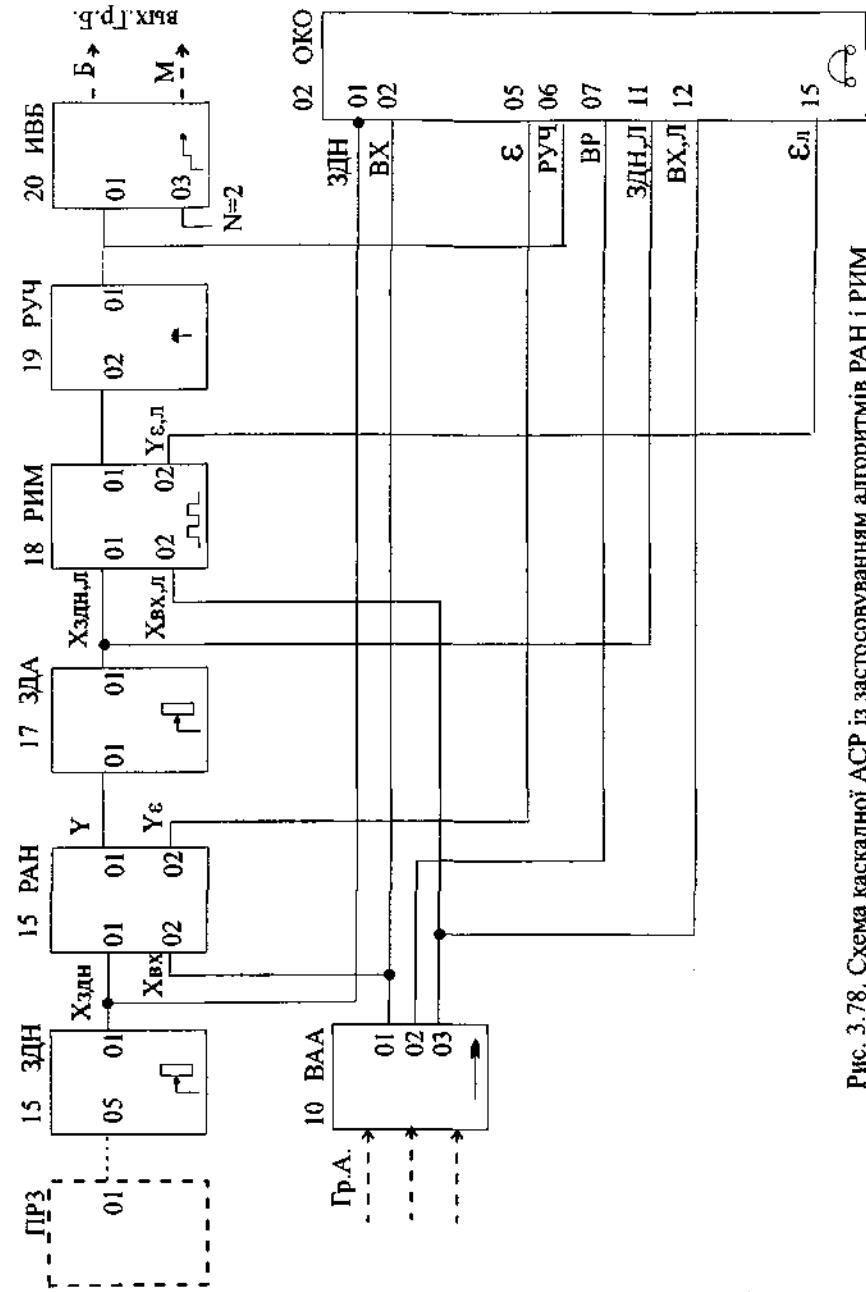 ПРЗ
01
15 ЗДН
05 01
Хздн
Хвх
15 РАН
01 01
02 02
Y
Yε
17 ЗДА
01 01
Хздн,л
Хвх,л
18 РИМ
01 01
02 02
Yε,л
19 РУЧ
02 01
20 ИВБ
01
03
N=2
Б
М
вых.Гр.Б.
Гр.А.
10 ВАА
01
02
03
02 ОКО
ЗДН 01
ВХ 02
ε 05
РУЧ 06
ВР 07
ЗДН,Л 11
ВХ,Л 12
εл 15
Рис. 3.78. Схема каскадної АСР із застосовуванням алгоритмів РАН і РИМ